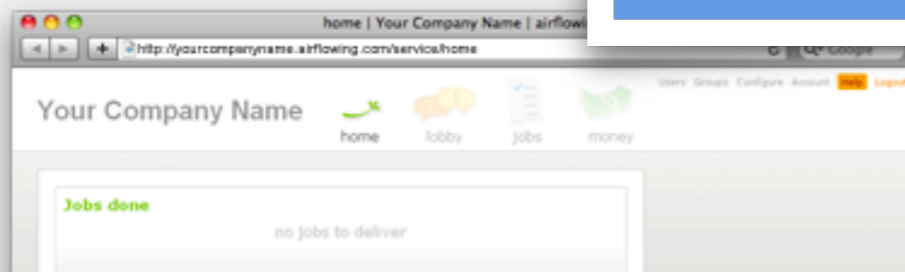 home | Your Company Name | airflowi
http://yourcompanyname.airflowing.com/service/home
Google
Users Groups Configure Account Help Logout
Your Company Name
home lobby jobs money
Jobs done
no jobs to deliver